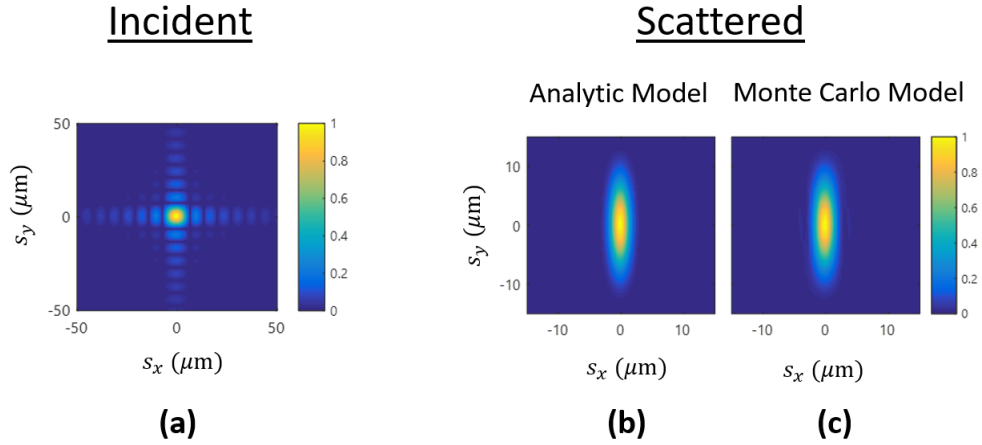 Incident
Scattered
Analytic Model
Monte Carlo Model
50
0
-50
-50
0
50
s_y (μm)
s_x (μm)
1
0.8
0.6
0.4
0.2
0
10
0
-10
-10
0
10
s_y (μm)
s_x (μm)
-10
0
10
s_x (μm)
1
0.8
0.6
0.4
0.2
0
(a)
(b)
(c)